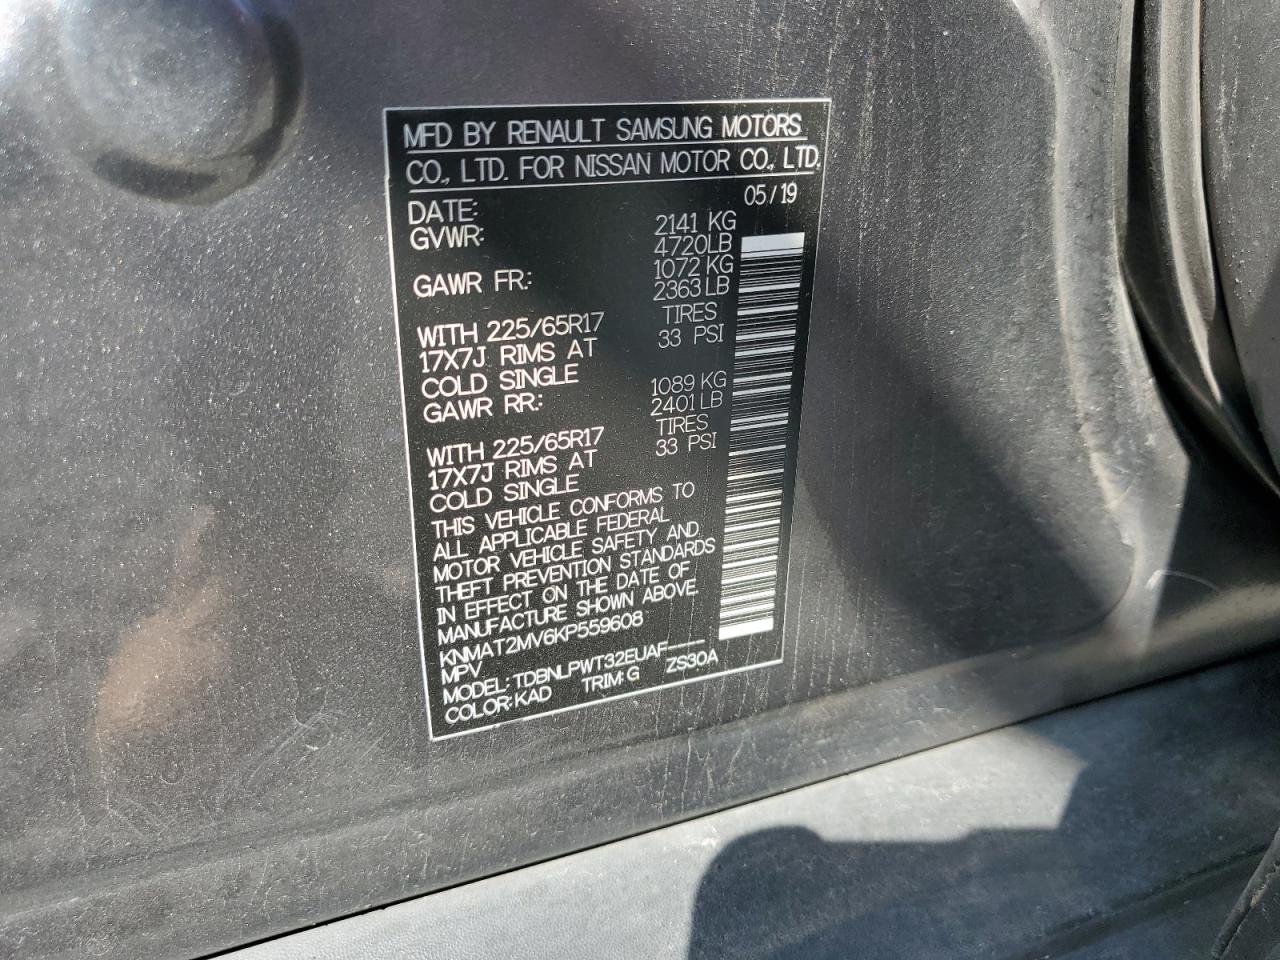 MFD BY RENAULT SAMSUNG MOTORS
CO., LTD. FOR NISSAN MOTOR CO., LTD.
DATE: 05/19
GVWR: 2141 KG
4720LB
GAWR FR: 1072 KG
2363LB
WITH 225/65R17 TIRES
17X7J RIMS AT 33 PSI
COLD SINGLE
GAWR RR: 1089 KG
2401LB
WITH 225/65R17 TIRES
17X7J RIMS AT 33 PSI
COLD SINGLE
THIS VEHICLE CONFORMS TO
ALL APPLICABLE FEDERAL
MOTOR VEHICLE SAFETY AND
THEFT PREVENTION STANDARDS
IN EFFECT ON THE DATE OF
MANUFACTURE SHOWN ABOVE.
KNMAT2MV6KP559608
MPV
MODEL: TDBNLPWT32EUAF----
COLOR: KAD TRIM: G ZS30A